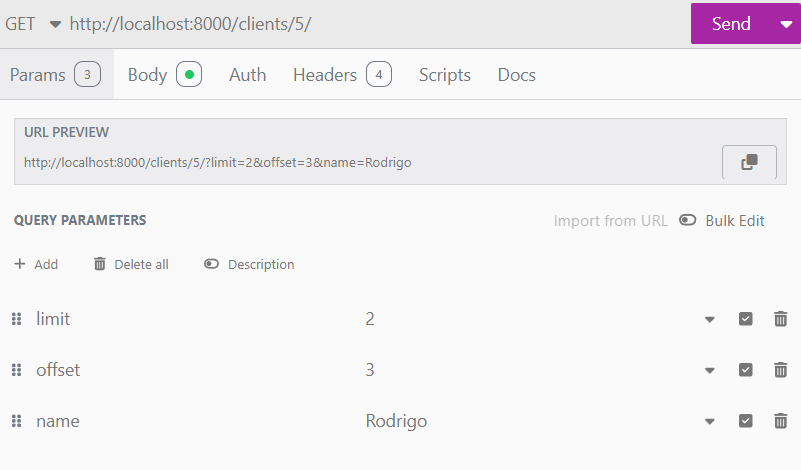 GET http://localhost:8000/clients/5/ Send
Params 3 Body Auth Headers 4 Scripts Docs
URL PREVIEW
http://localhost:8000/clients/5/?limit=2&offset=3&name=Rodrigo
QUERY PARAMETERS Import from URL Bulk Edit
Add Delete all Description
limit 2
offset 3
name Rodrigo